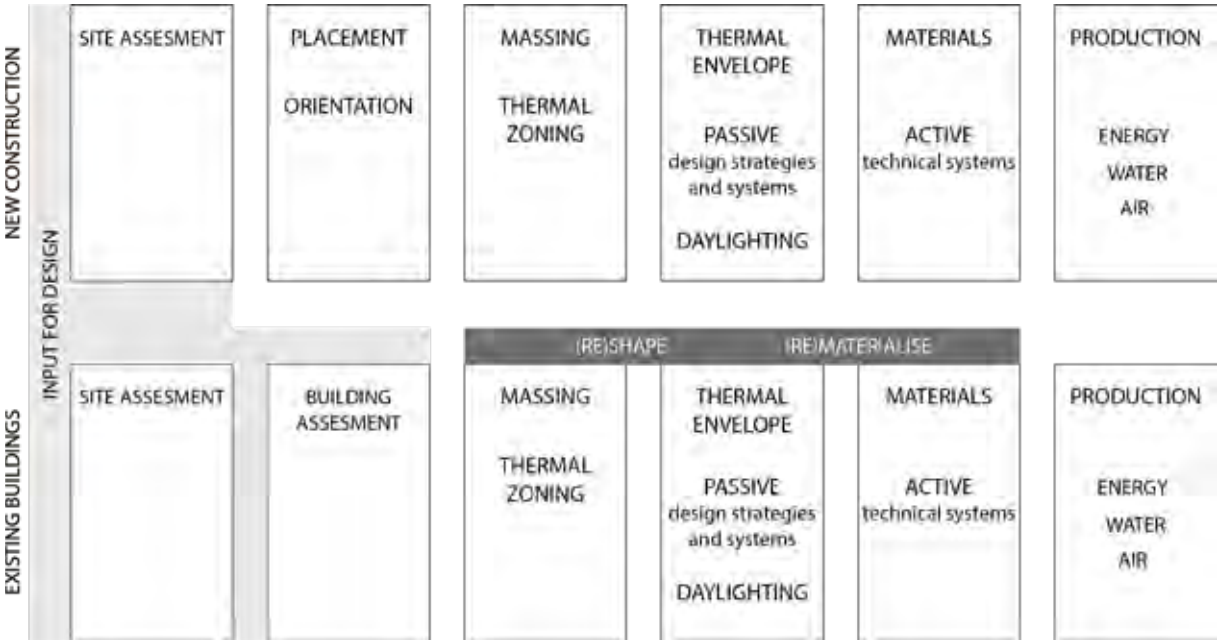 NEW CONSTRUCTION
INPUT FOR DESIGN
SITE ASSESMENT
PLACEMENT
ORIENTATION
MASSING
THERMAL
ZONING
THERMAL
ENVELOPE
PASSIVE
design strategies
and systems
DAYLIGHTING
MATERIALS
ACTIVE
technical systems
PRODUCTION
ENERGY
WATER
AIR
EXISTING BUILDINGS
(RE)SHAPE
(RE)MATERIALISE
SITE ASSESMENT
BUILDING
ASSESMENT
MASSING
THERMAL
ZONING
THERMAL
ENVELOPE
PASSIVE
design strategies
and systems
DAYLIGHTING
MATERIALS
ACTIVE
technical systems
PRODUCTION
ENERGY
WATER
AIR